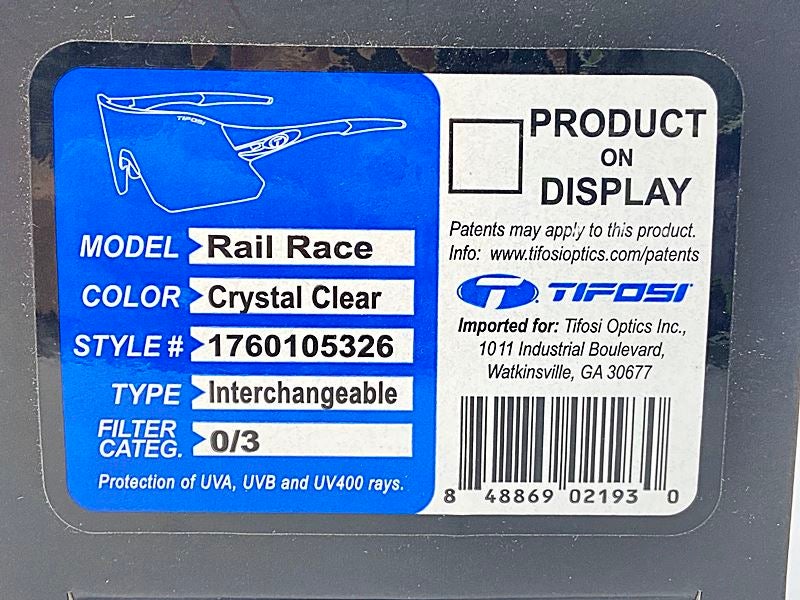 TIFOSI
MODEL Rail Race
COLOR Crystal Clear
STYLE # 1760105326
TYPE Interchangeable
FILTER
CATEG. 0/3
Protection of UVA, UVB and UV400 rays.
PRODUCT
ON
DISPLAY
Patents may apply to this product.
Info: www.tifosioptics.com/patents
T TIFOSI
Imported for: Tifosi Optics Inc.,
1011 Industrial Boulevard,
Watkinsville, GA 30677
8 48869 02193 0